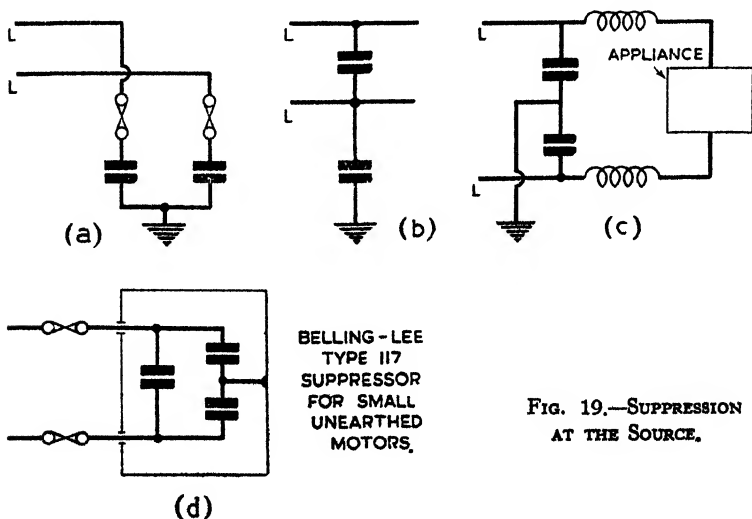 L
L
(a)
L
L
(b)
L
L
APPLIANCE
(c)
(d)
BELLING-LEE
TYPE 117
SUPPRESSOR
FOR SMALL
UNEARTHED
MOTORS.
FIG. 19.—SUPPRESSION
AT THE SOURCE.